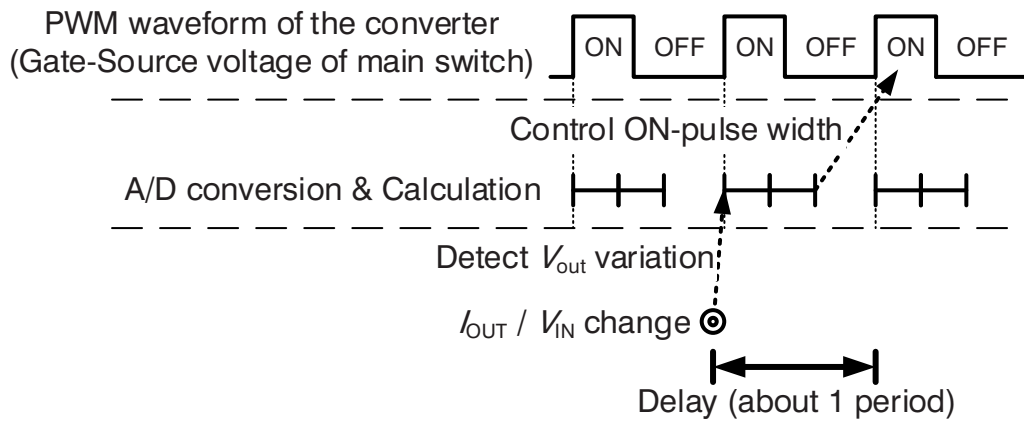 PWM waveform of the converter
(Gate-Source voltage of main switch)
ON OFF ON OFF ON OFF
Control ON-pulse width
A/D conversion & Calculation
Detect Vout variation
IOUT / VIN change
Delay (about 1 period)